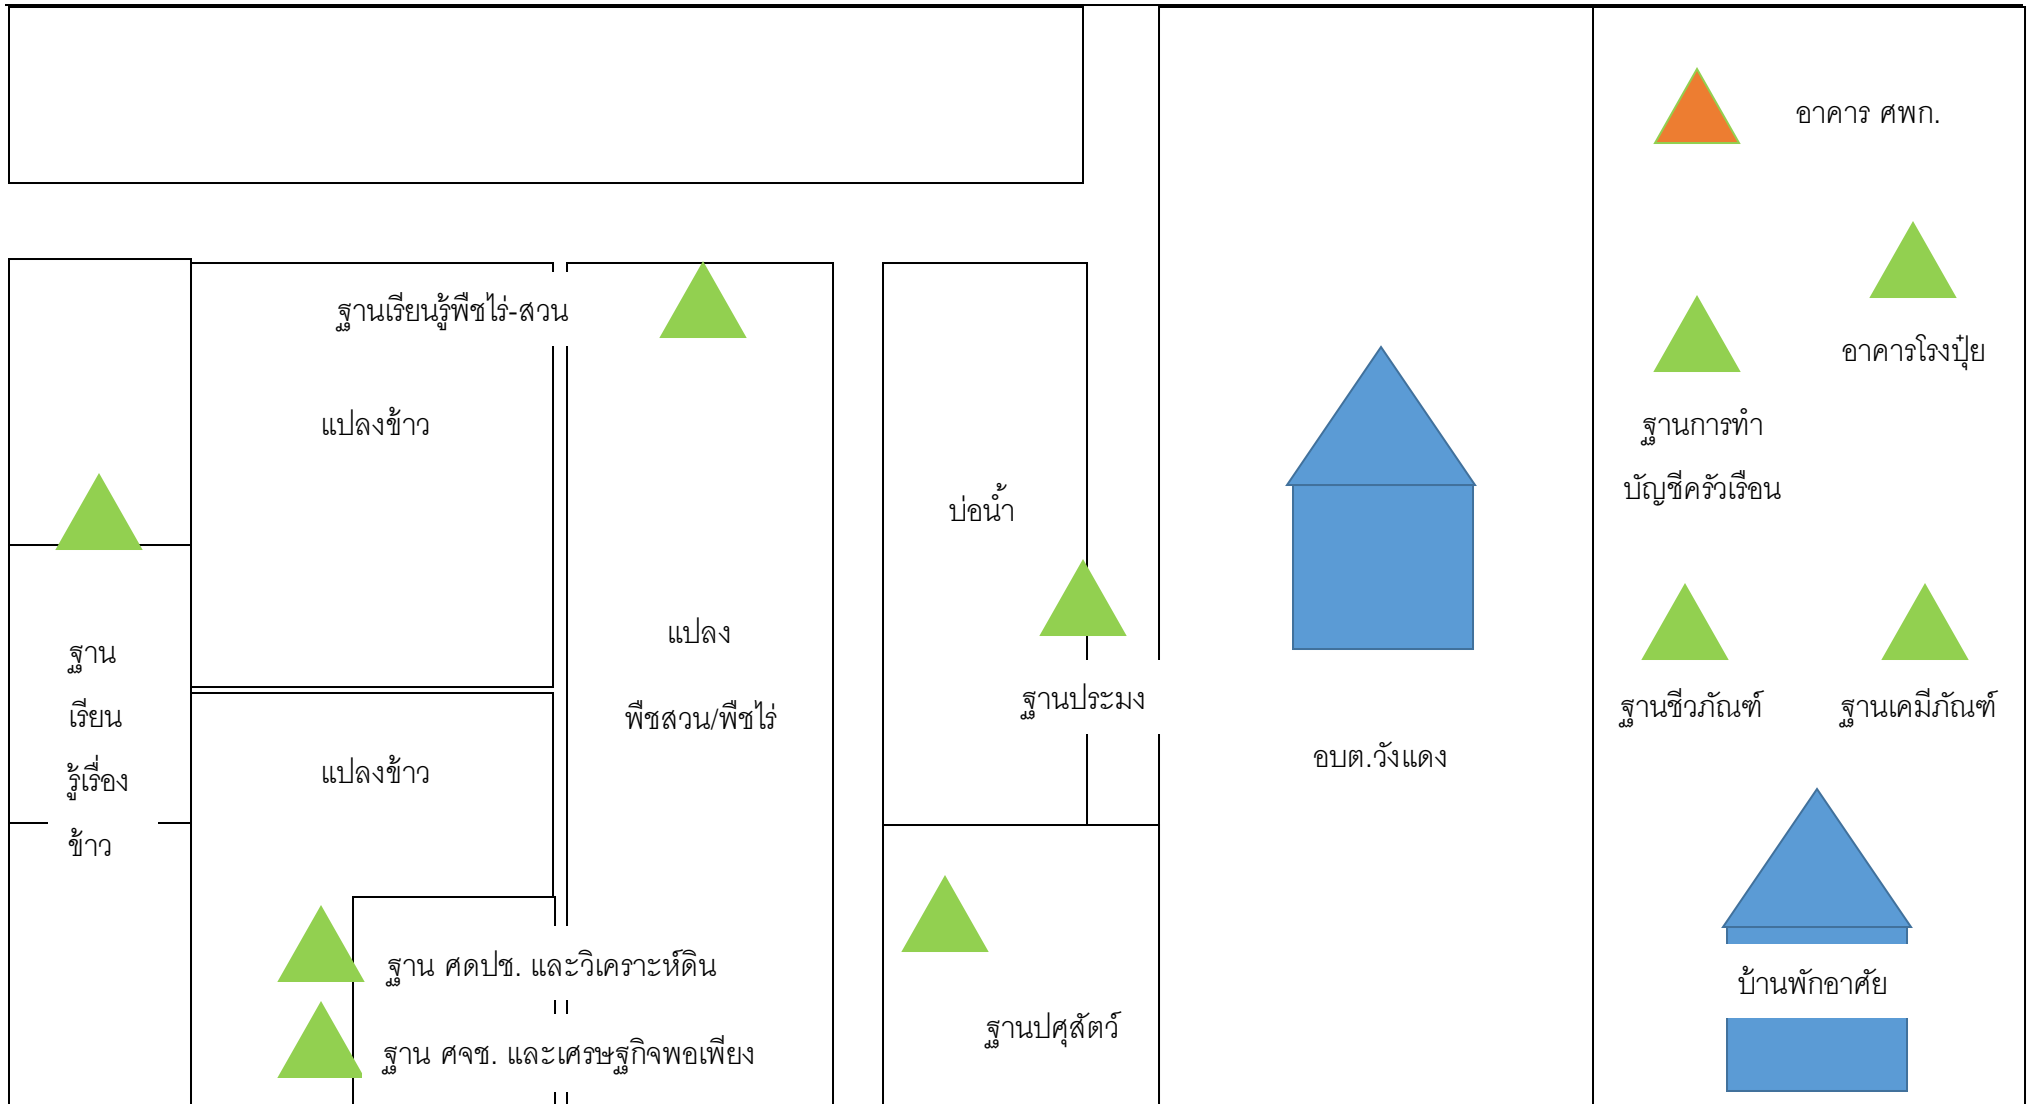 อาคาร ศพก.
ฐานเรียนรู้พืชไร่-สวน
อาคารโรงปุ๋ย
แปลงข้าว
ฐานการทำ
บัญชีครัวเรือน
บ่อน้ำ
แปลง
พืชสวน/พืชไร่
ฐาน
เรียน
รู้เรื่อง
ข้าว
ฐานประมง
ฐานชีวภัณฑ์
ฐานเคมีภัณฑ์
แปลงข้าว
อบต.วังแดง
ฐาน ศดปช. และวิเคราะห์ดิน
บ้านพักอาศัย
ฐานปศุสัตว์
ฐาน ศจช. และเศรษฐกิจพอเพียง